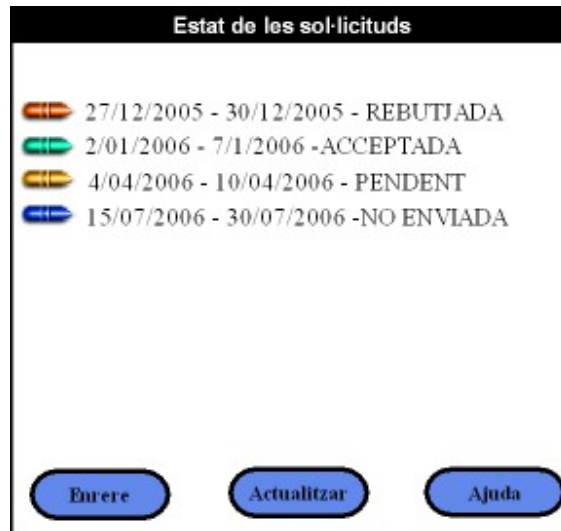 Estat de les sol·licituds
27/12/2005 - 30/12/2005 - REBUTJADA
2/01/2006 - 7/1/2006 -ACCEPTADA
4/04/2006 - 10/04/2006 - PENDENT
15/07/2006 - 30/07/2006 -NO ENVIADA
Enrere Actualitzar Ajuda